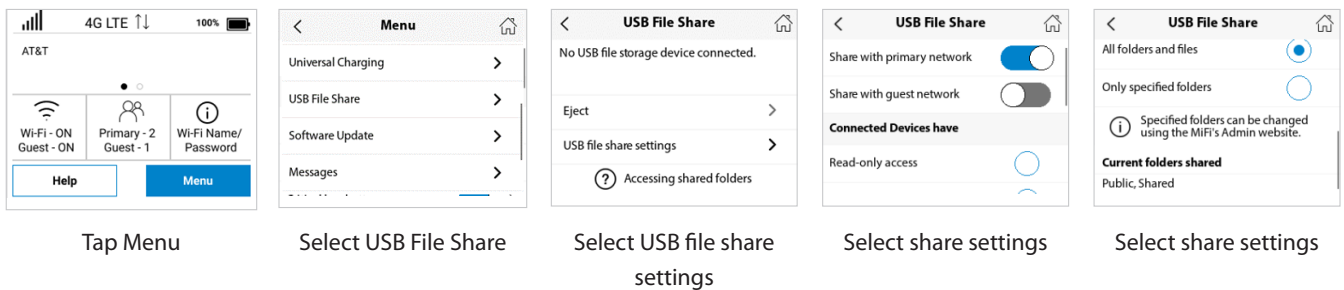 4G LTE 100%
AT&T
Wi-Fi - ON
Guest - ON
Primary - 2
Guest - 1
Wi-Fi Name/
Password
Help
Menu
Tap Menu
Menu
Universal Charging
USB File Share
Software Update
Messages
Select USB File Share
USB File Share
No USB file storage device connected.
Eject
USB file share settings
? Accessing shared folders
Select USB file share
settings
USB File Share
Share with primary network
Share with guest network
Connected Devices have
Read-only access
Select share settings
USB File Share
All folders and files
Only specified folders
i Specified folders can be changed
using the MiFi's Admin website.
Current folders shared
Public, Shared
Select share settings